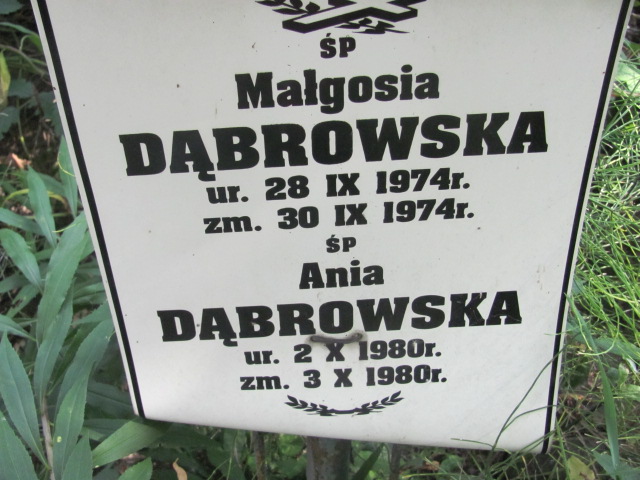 ŚP
Małgosia
DĄBROWSKA
ur. 28 IX 1974r.
zm. 30 IX 1974r.
ŚP
Ania
DĄBROWSKA
ur. 2 X 1980r.
zm. 3 X 1980r.